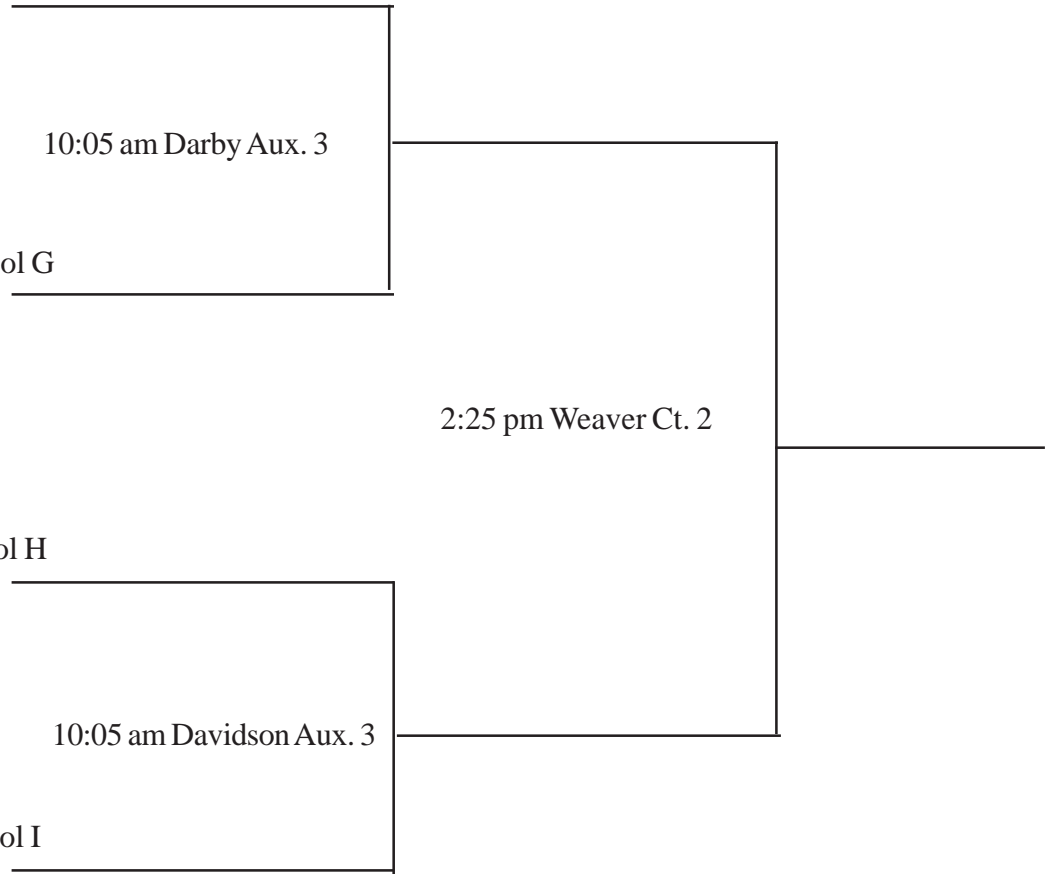 10:05 am Darby Aux. 3
ol G
2:25 pm Weaver Ct. 2
ol H
10:05 am Davidson Aux. 3
ol I